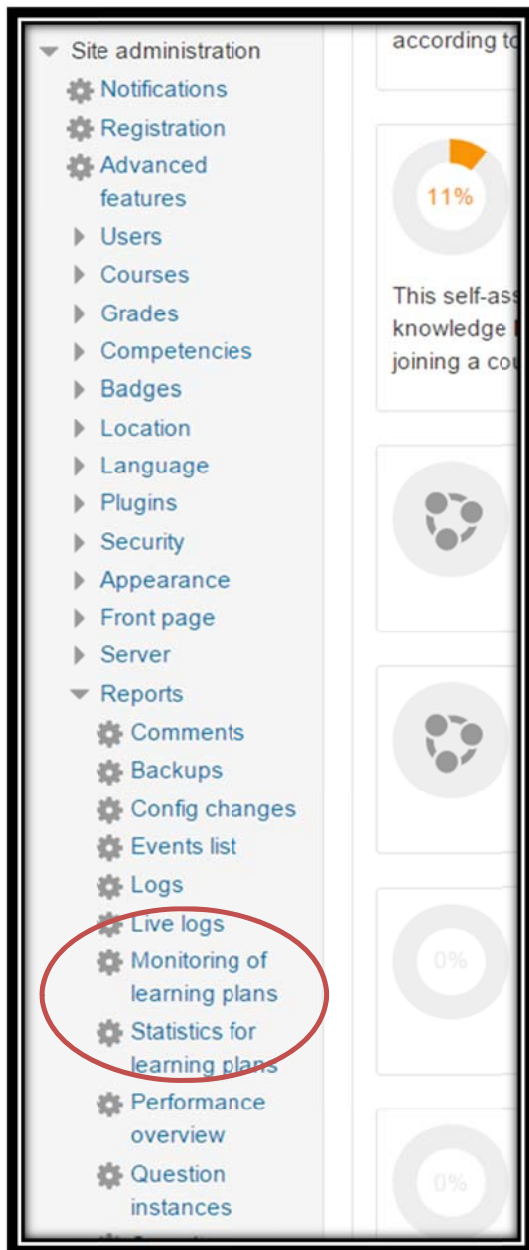 Site administration
Notifications
Registration
Advanced
features
Users
Courses
Grades
Competencies
Badges
Location
Language
Plugins
Security
Appearance
Front page
Server
Reports
Comments
Backups
Config changes
Events list
Logs
Live logs
Monitoring of
learning plans
Statistics for
learning plans
Performance
overview
Question
instances
according to
11%
This self-ass
knowledge
joining a cou
0%
0%